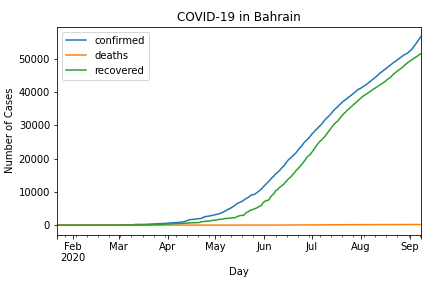 COVID-19 in Bahrain
confirmed
deaths
recovered
Number of Cases
50000
40000
30000
20000
10000
0
Feb Mar Apr May Jun Jul Aug Sep
2020
Day